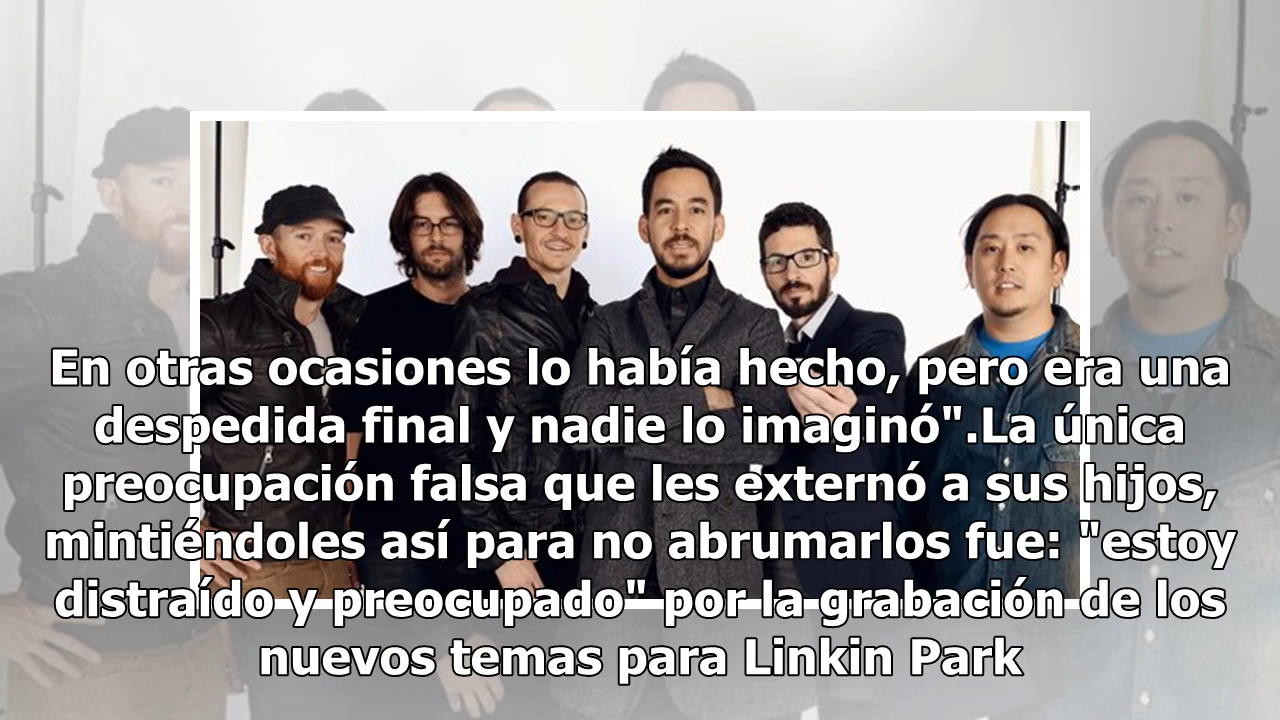 En otras ocasiones lo había hecho, pero era una
despedida final y nadie lo imaginó".La única
preocupación falsa que les externó a sus hijos,
mintiéndoles así para no abrumarlos fue: "estoy
distraído y preocupado" por la grabación de los
nuevos temas para Linkin Park